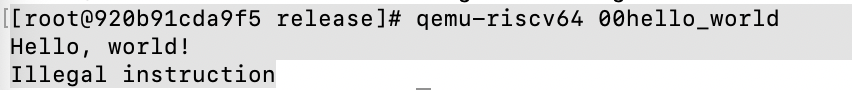 [root@920b91cda9f5 release]# qemu-riscv64 00hello_world
Hello, world!
Illegal instruction